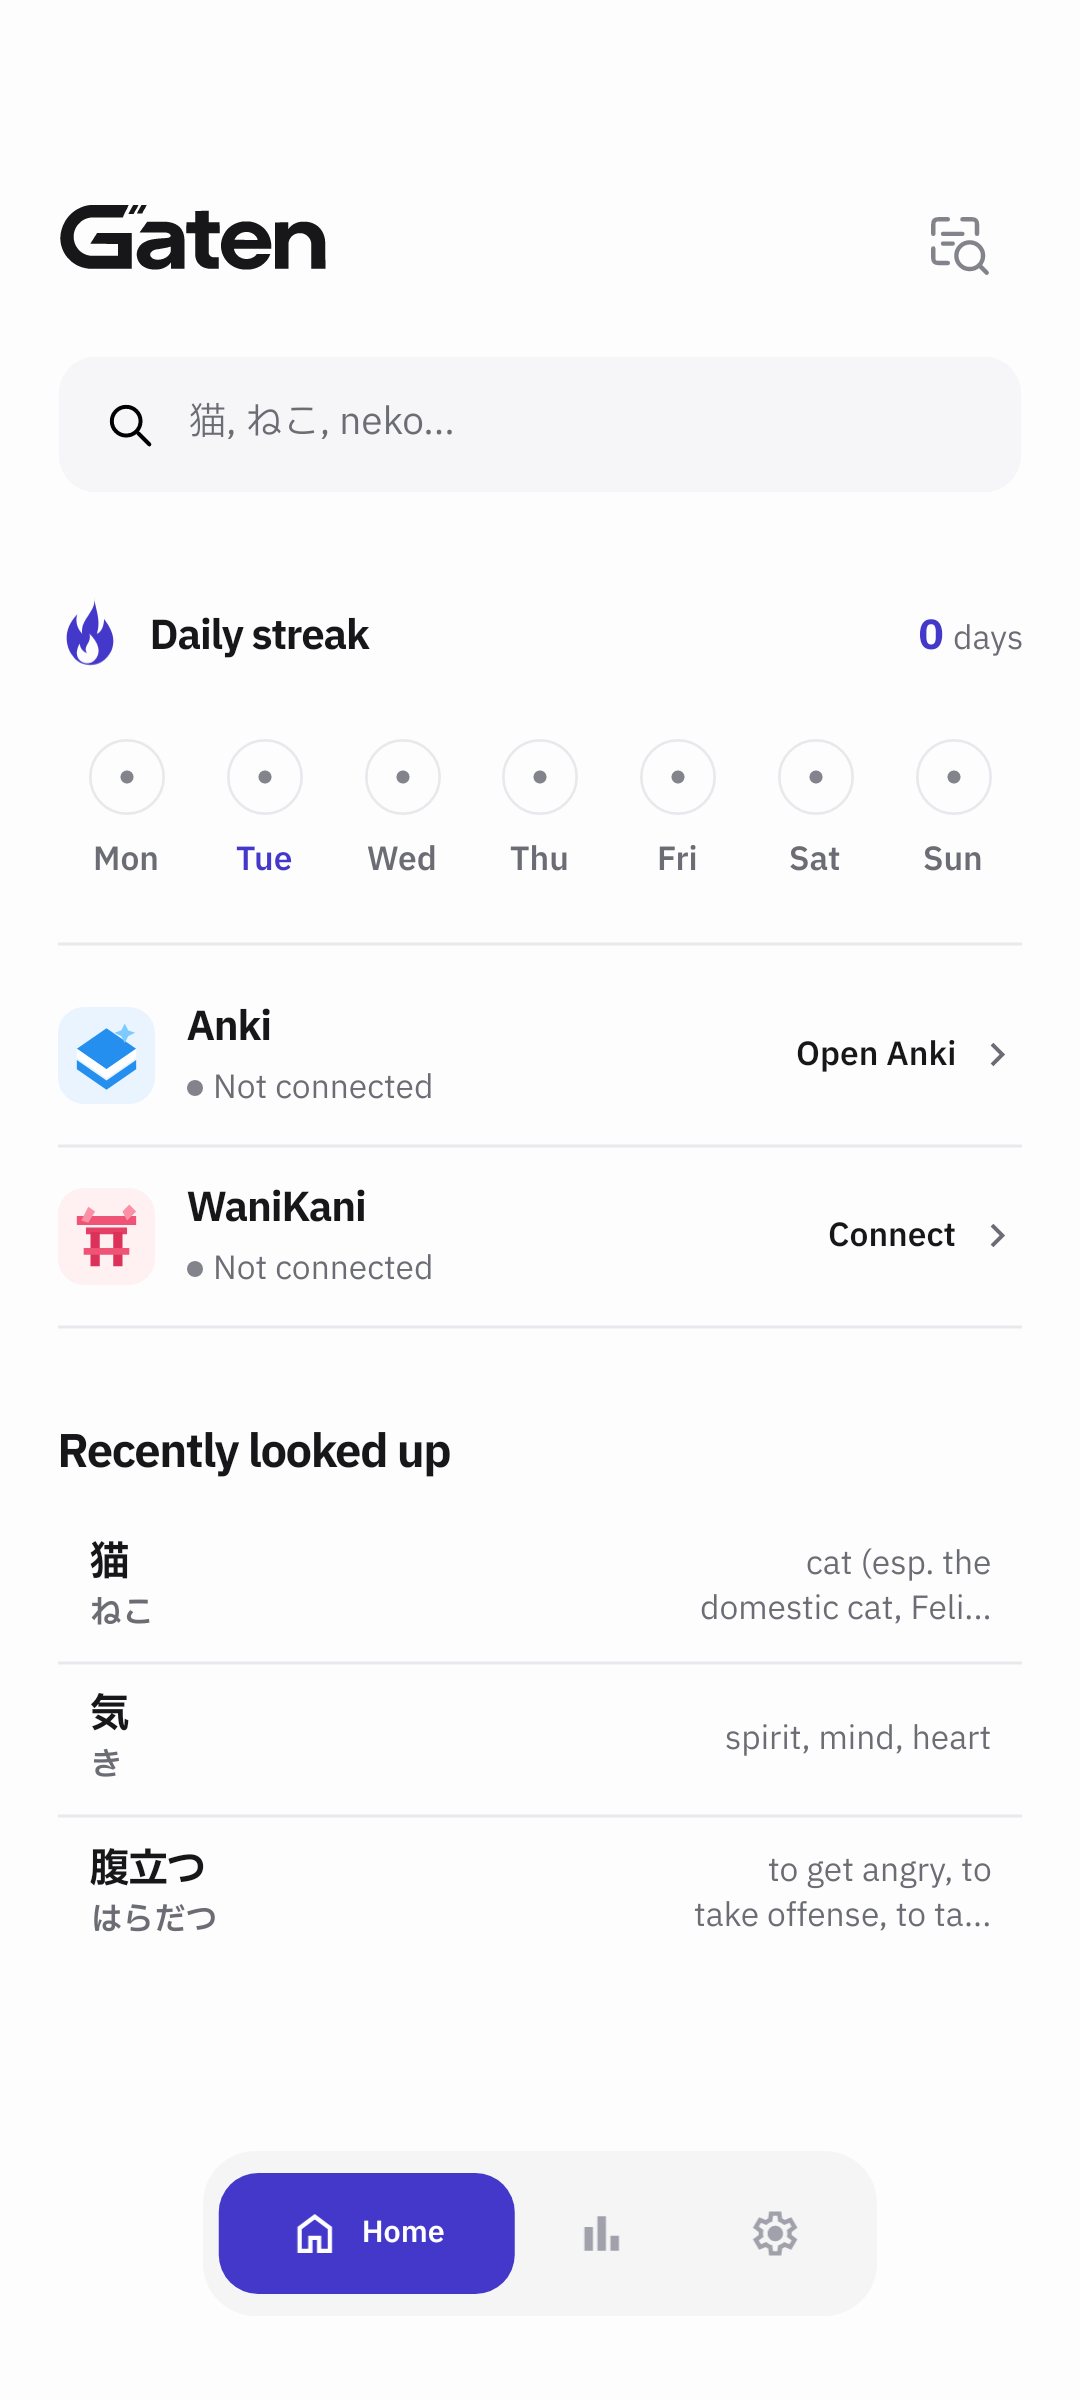 Gaten
猫, ねこ, neko...
Daily streak
0 days
Mon Tue Wed Thu Fri Sat Sun
Anki
Not connected
Open Anki
WaniKani
Not connected
Connect
Recently looked up
猫
ねこ
cat (esp. the
domestic cat, Feli...
気
き
spirit, mind, heart
腹立つ
はらだつ
to get angry, to
take offense, to ta...
Home